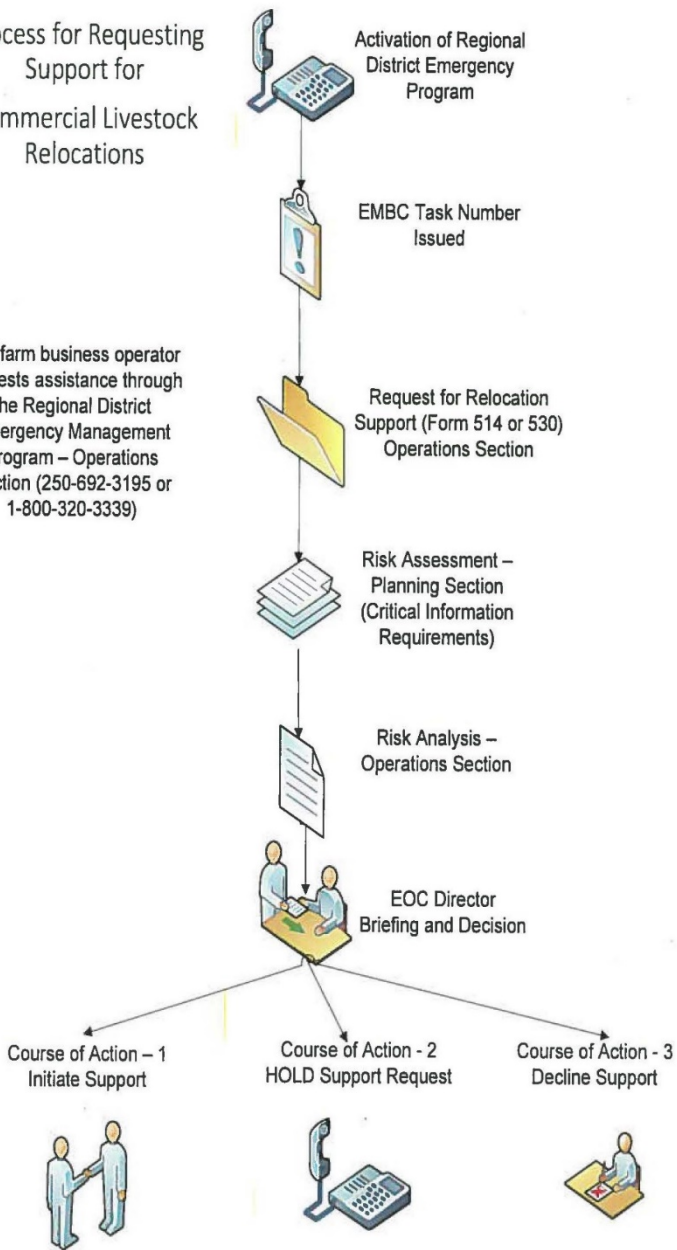 ocess for Requesting
Support for
mmercial Livestock
Relocations
Activation of Regional
District Emergency
Program
EMBC Task Number
Issued
farm business operator
ests assistance through
he Regional District
ergency Management
rogram – Operations
ction (250-692-3195 or
1-800-320-3339)
Request for Relocation
Support (Form 514 or 530)
Operations Section
Risk Assessment –
Planning Section
(Critical Information
Requirements)
Risk Analysis –
Operations Section
EOC Director
Briefing and Decision
Course of Action – 1
Initiate Support
Course of Action - 2
HOLD Support Request
Course of Action - 3
Decline Support